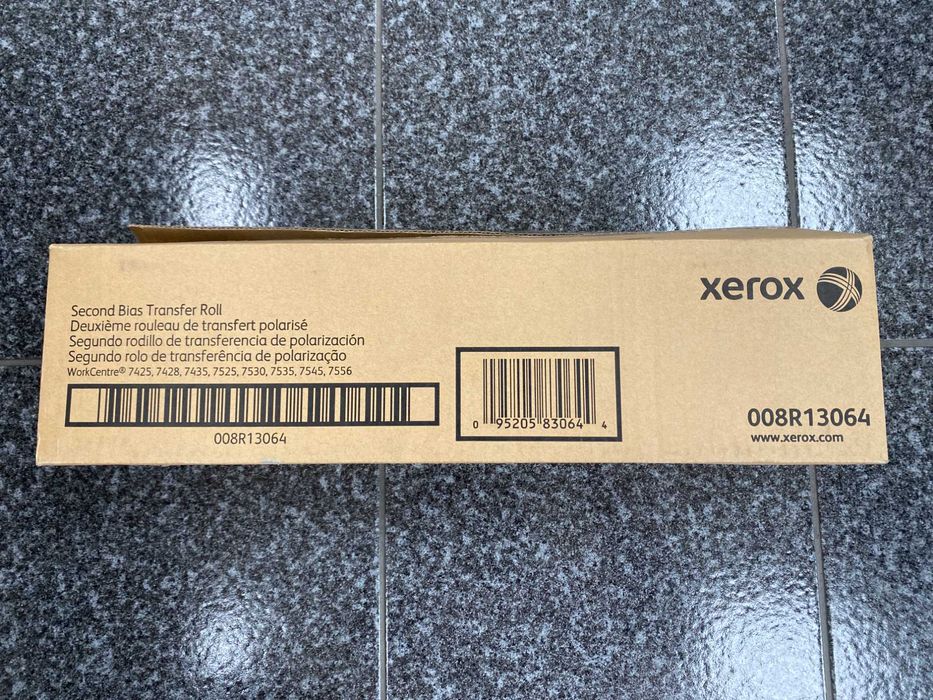 xerox
Second Bias Transfer Roll
Deuxième rouleau de transfert polarisé
Segundo rodillo de transferencia de polarización
Segundo rolo de transferência de polarização
WorkCentre® 7425, 7428, 7435, 7525, 7530, 7535, 7545, 7556
008R13064
0 95205 83064 4
008R13064
www.xerox.com